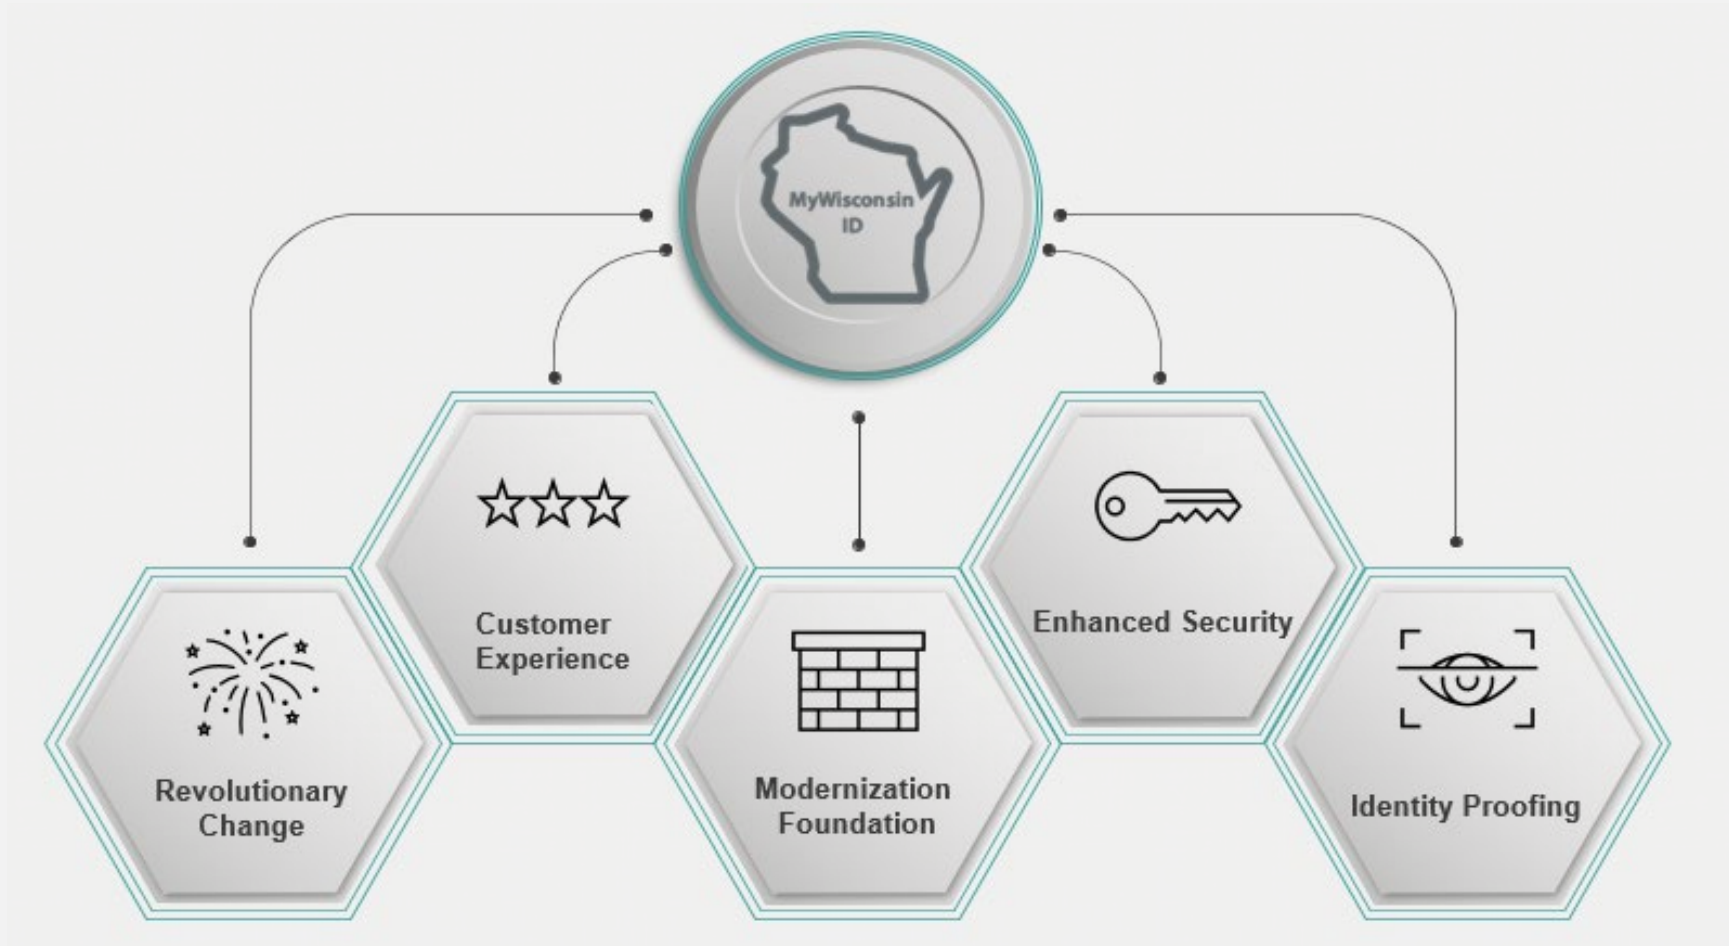 MyWisconsin
ID
Customer
Experience
Enhanced Security
Revolutionary
Change
Modernization
Foundation
Identity Proofing